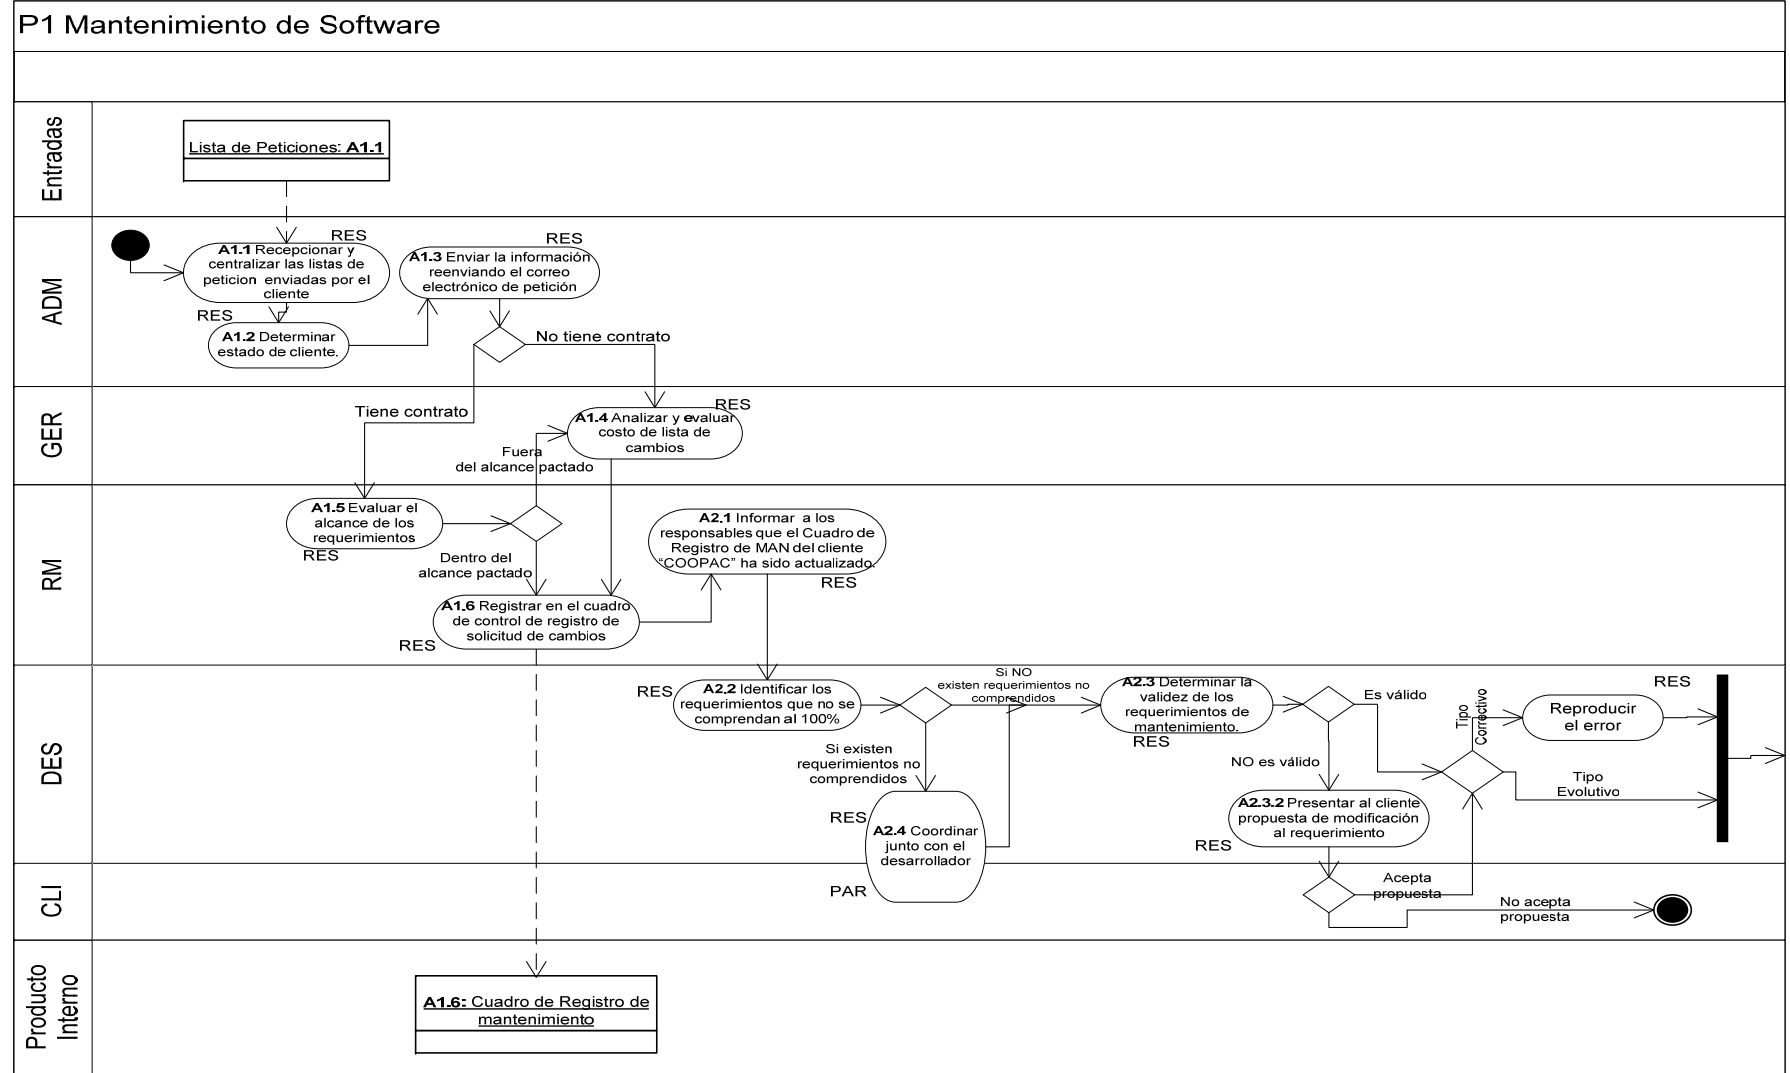 P1 Mantenimiento de Software
Entradas
Lista de Peticiones: A1.1
ADM
RES
A1.1 Recepcionar y
centralizar las listas de
peticion enviadas por el
cliente
RES
A1.2 Determinar
estado de cliente.
RES
A1.3 Enviar la información
reenviando el correo
electrónico de petición
No tiene contrato
GER
Tiene contrato
RES
A1.4 Analizar y evaluar
costo de lista de
cambios
Fuera
del alcance pactado
RM
A1.5 Evaluar el
alcance de los
requerimientos
RES
Dentro del
alcance pactado
A1.6 Registrar en el cuadro
de control de registro de
solicitud de cambios
RES
A2.1 Informar a los
responsables que el Cuadro de
Registro de MAN del cliente
“COOPAC” ha sido actualizado.
RES
DES
RES
A2.2 Identificar los
requerimientos que no se
comprendan al 100%
Si NO
existen requerimientos no
comprendidos
Si existen
requerimientos no
comprendidos
RES
A2.4 Coordinar
junto con el
desarrollador
PAR
A2.3 Determinar la
validez de los
requerimientos de
mantenimiento.
RES
Es válido
NO es válido
A2.3.2 Presentar al cliente
propuesta de modificación
al requerimiento
RES
Tipo
Correctivo
RES
Reproducir
el error
Tipo
Evolutivo
CLI
Acepta
propuesta
No acepta
propuesta
Producto
Interno
A1.6: Cuadro de Registro de
mantenimiento